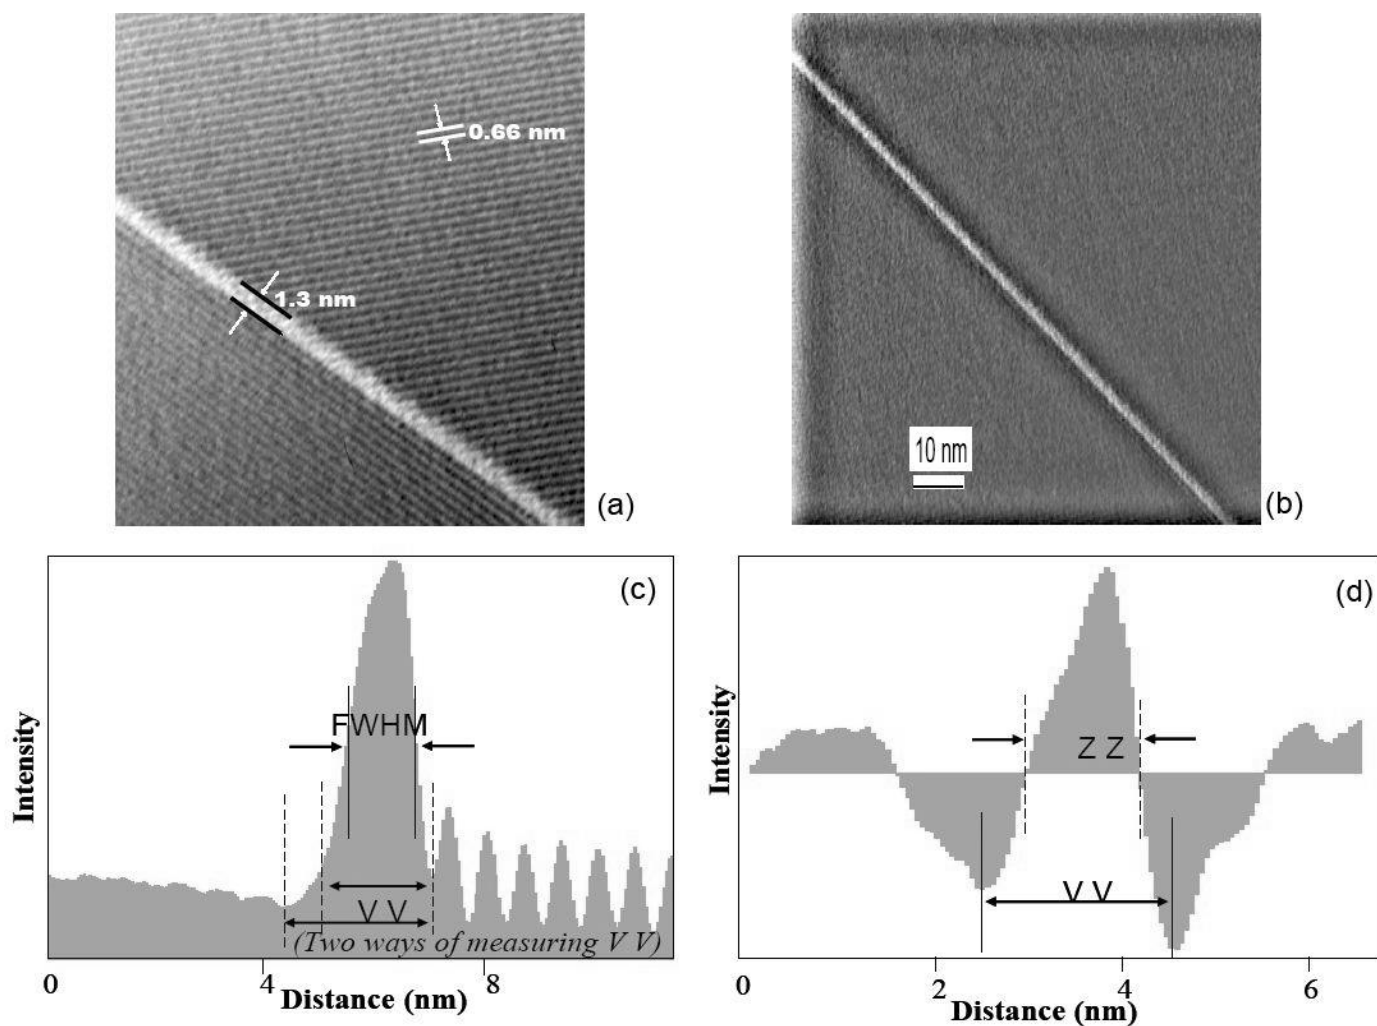 0.66 nm
1.3 nm
(a)
10 nm
(b)
(c)
Intensity
FWHM
V V
(Two ways of measuring V V)
0
4
8
Distance (nm)
(d)
Intensity
Z Z
V V
0
2
4
6
Distance (nm)